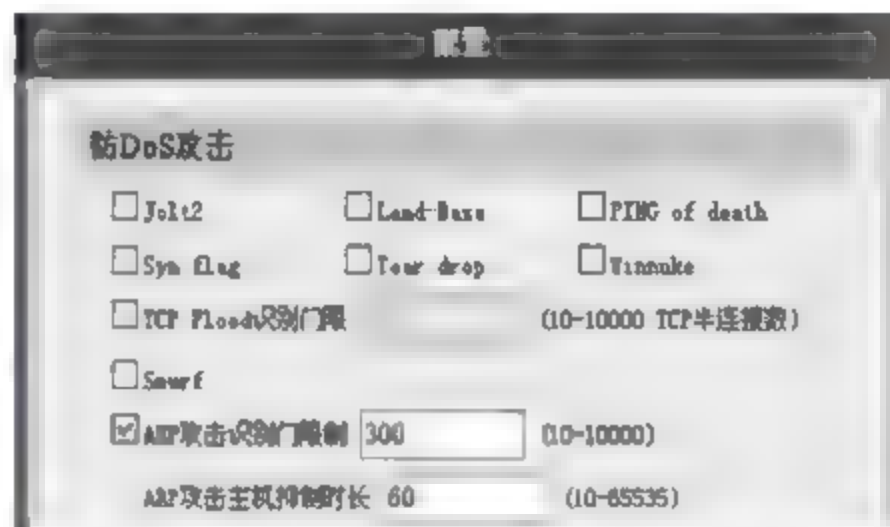 防DoS攻击
Jolt2 Land-Base PING of death
Syn flag Tear drop Winnuke
TCP Flood识别门限 (10-10000 TCP半连接数)
Smurf
ARP攻击识别门限制 300 (10-10000)
ARP攻击主机抑制时长 60 (10-65535)